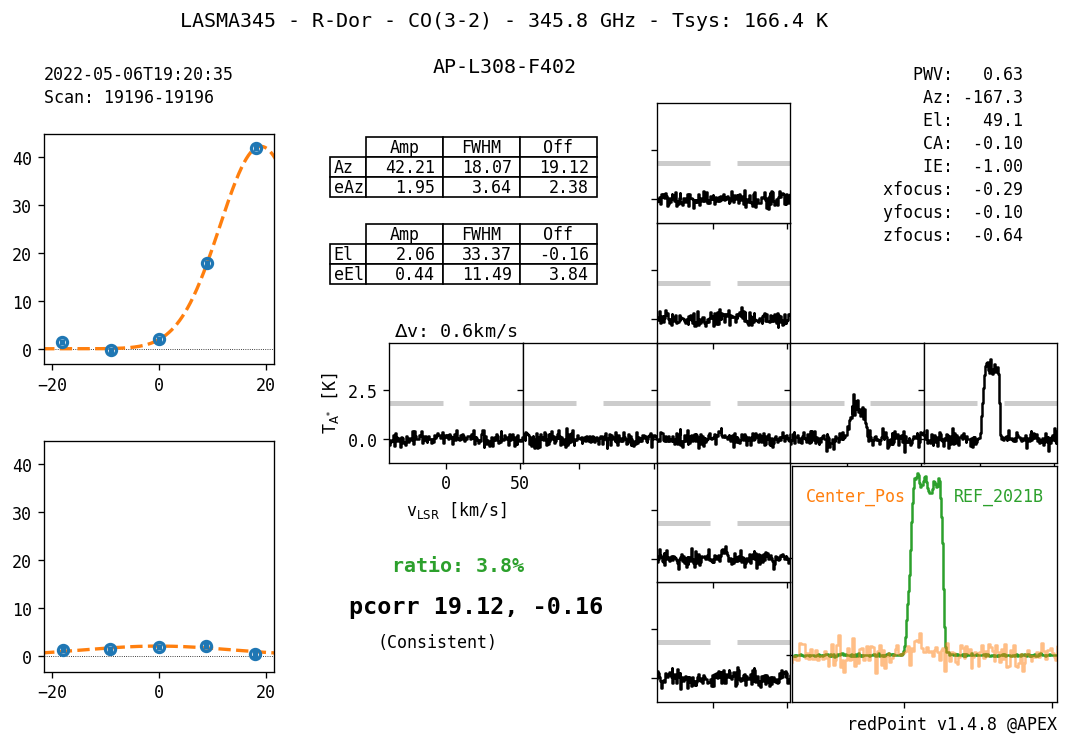 LASMA345 - R-Dor - CO(3-2) - 345.8 GHz - Tsys: 166.4 K
AP-L308-F402
2022-05-06T19:20:35
Scan: 19196-19196
PWV: 0.63
Az: -167.3
El: 49.1
CA: -0.10
IE: -1.00
xfocus: -0.29
yfocus: -0.10
zfocus: -0.64
40
30
20
10
0
−20 0 20
Amp FWHM Off
Az 42.21 18.07 19.12
eAz 1.95 3.64 2.38
Amp FWHM Off
El 2.06 33.37 -0.16
eEl 0.44 11.49 3.84
Δv: 0.6km/s
TA* [K]
2.5
0.0
0 50
vLSR [km/s]
40
30
20
10
0
−20 0 20
ratio: 3.8%
pcorr 19.12, -0.16
(Consistent)
Center_Pos REF_2021B
redPoint v1.4.8 @APEX